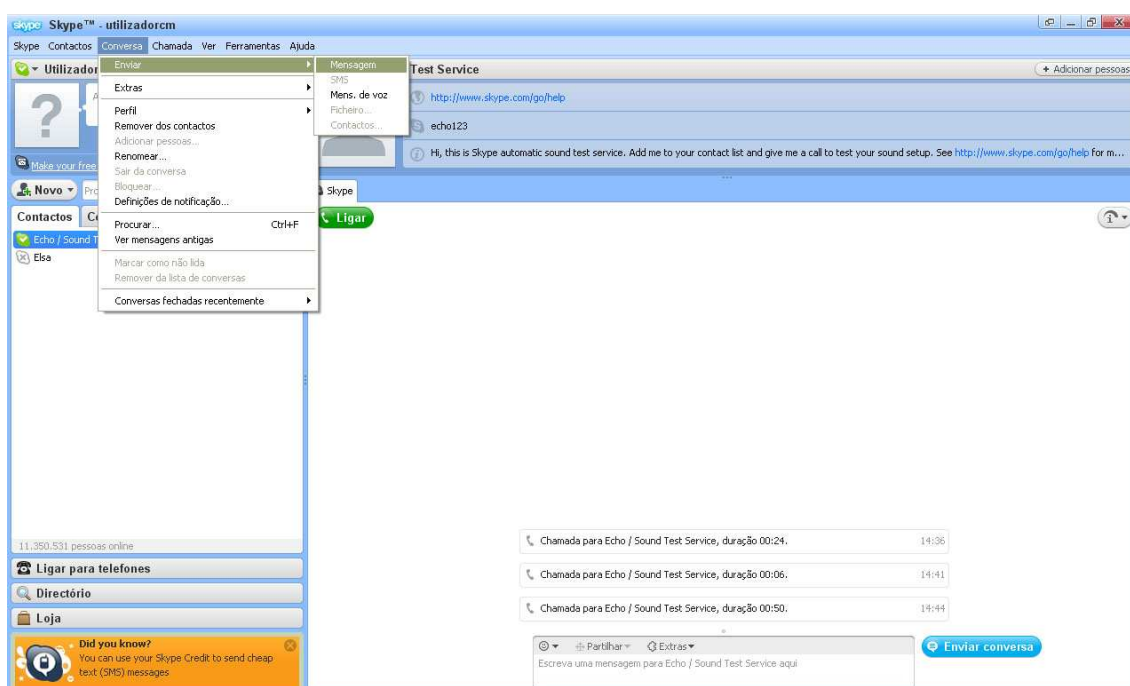 Skype™ - utilizadorcm
Skype Contactos Conversa Chamada Ver Ferramentas Ajuda
Utilizador
Make your free
Novo
Contactos
Echo / Sound T
Elsa
11.350.531 pessoas online
Ligar para telefones
Directório
Loja
Did you know?
You can use your Skype Credit to send cheap
text (SMS) messages
Enviar
Extras
Perfil
Remover dos contactos
Adicionar pessoas...
Renomear...
Sair da conversa
Bloquear...
Definições de notificação...
Procurar... Ctrl+F
Ver mensagens antigas
Marcar como não lida
Remover da lista de conversas
Conversas fechadas recentemente
Mensagem
SMS
Mens. de voz
Ficheiro...
Contactos...
Test Service
+ Adicionar pessoas
http://www.skype.com/go/help
echo123
Hi, this is Skype automatic sound test service. Add me to your contact list and give me a call to test your sound setup. See http://www.skype.com/go/help for m...
Skype
Ligar
Chamada para Echo / Sound Test Service, duração 00:24. 14:36
Chamada para Echo / Sound Test Service, duração 00:06. 14:41
Chamada para Echo / Sound Test Service, duração 00:50. 14:44
Partilhar Extras
Escreva uma mensagem para Echo / Sound Test Service aqui
Enviar conversa